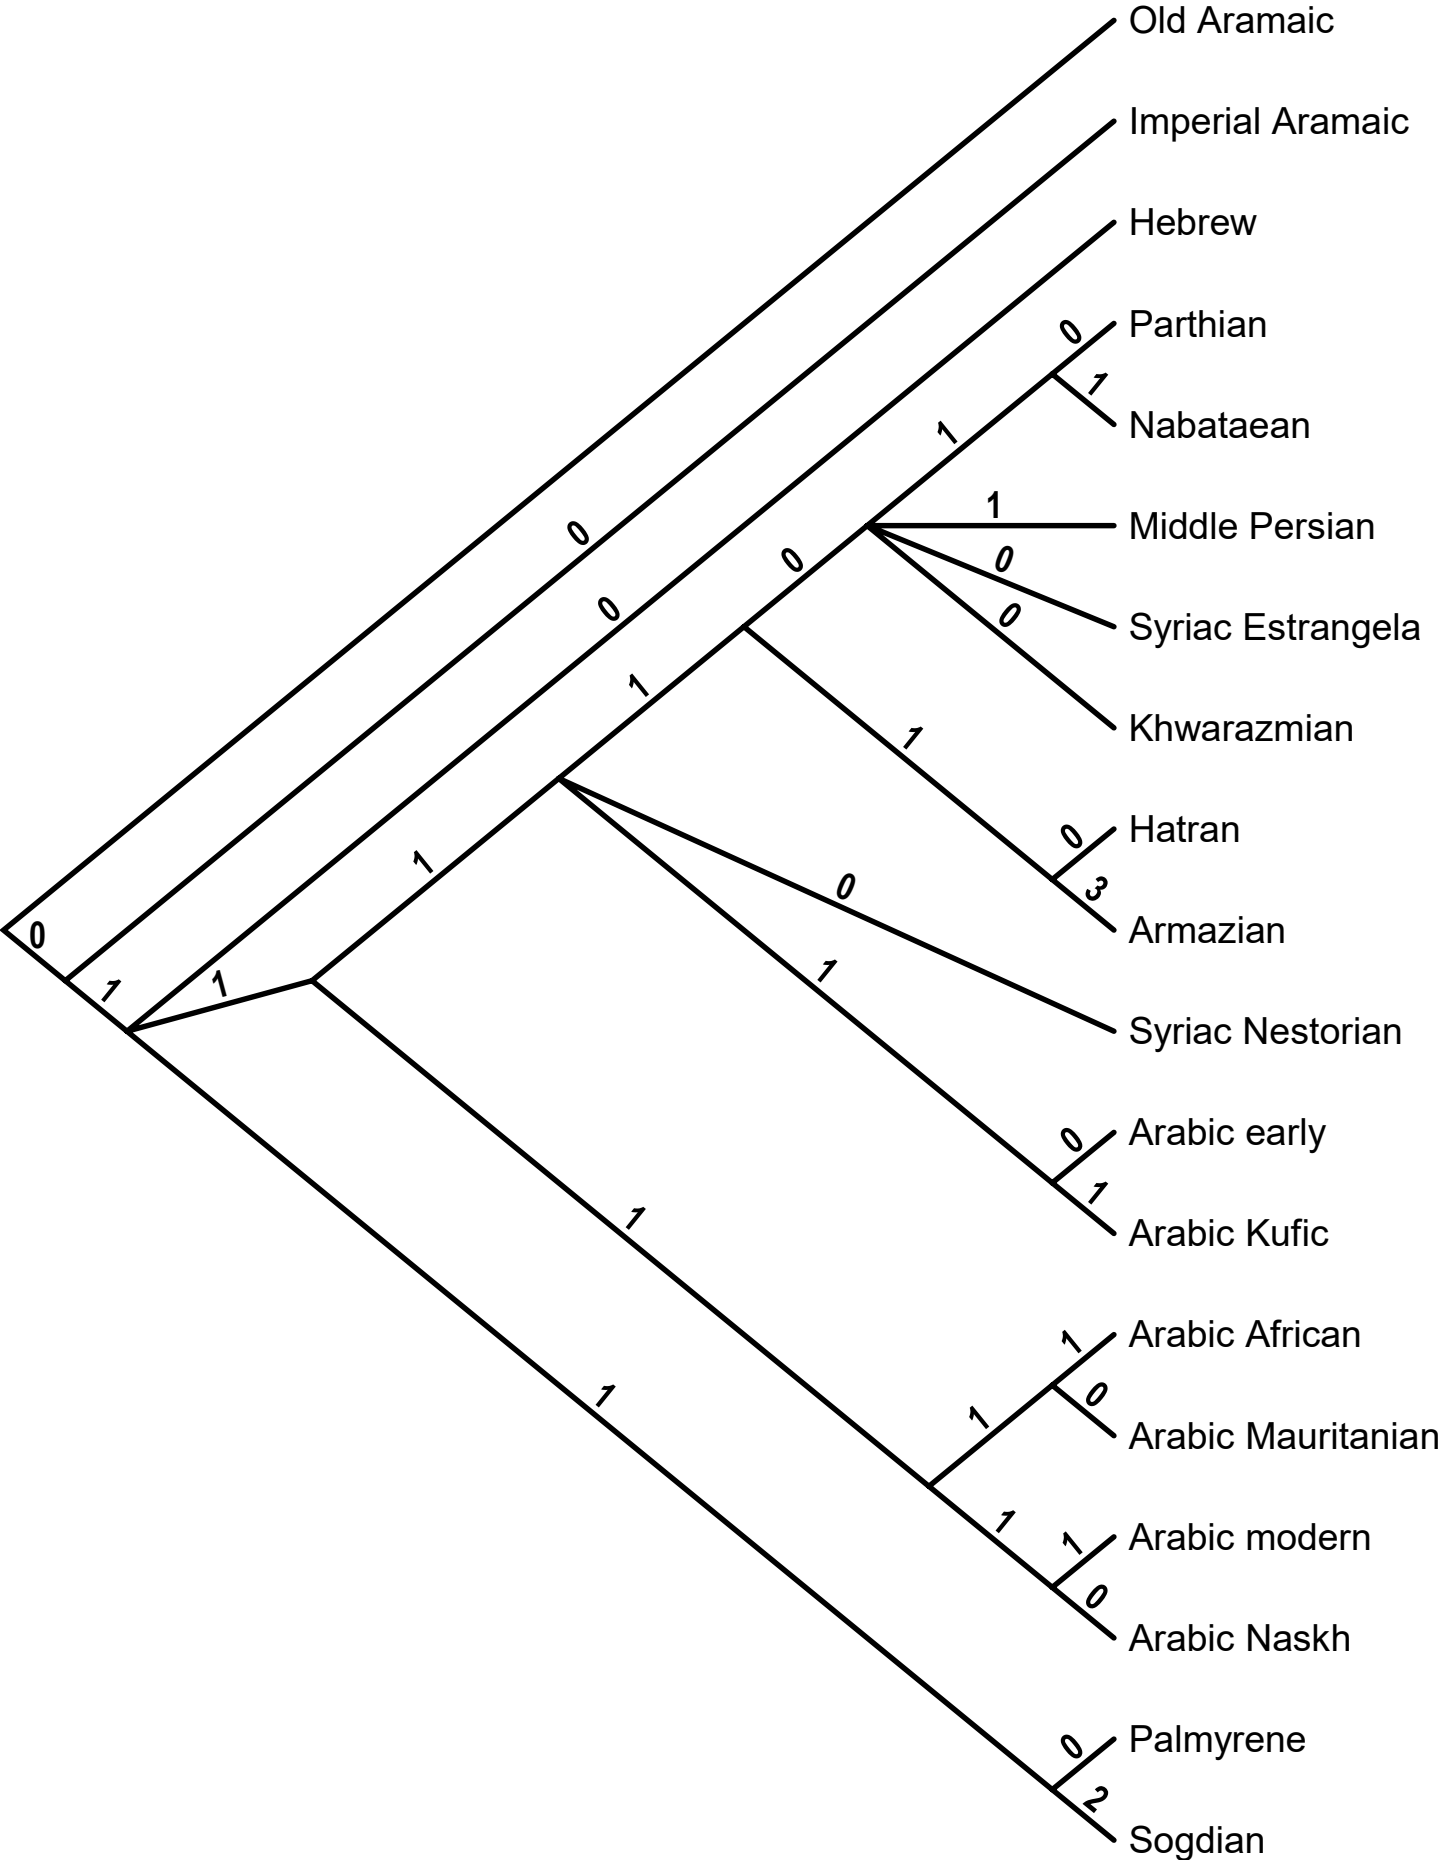 Old Aramaic
Imperial Aramaic
Hebrew
0
Parthian
1
Nabataean
1
1
Middle Persian
0
0
0
Syriac Estrangela
0
0
1
Khwarazmian
1
0
Hatran
1
0
3
Armazian
0
1
1
1
Syriac Nestorian
0
Arabic early
1
1
Arabic Kufic
1
Arabic African
1
0
1
Arabic Mauritanian
1
1
Arabic modern
0
Arabic Naskh
0
Palmyrene
2
Sogdian